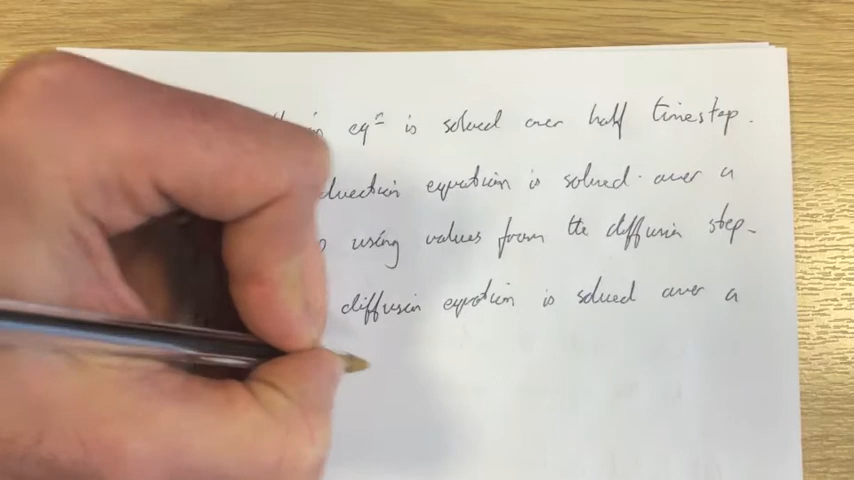 eqⁿ is solved over half timestep.
equation is solved over a
using values from the diffusion step.
diffusion equation is solved over a